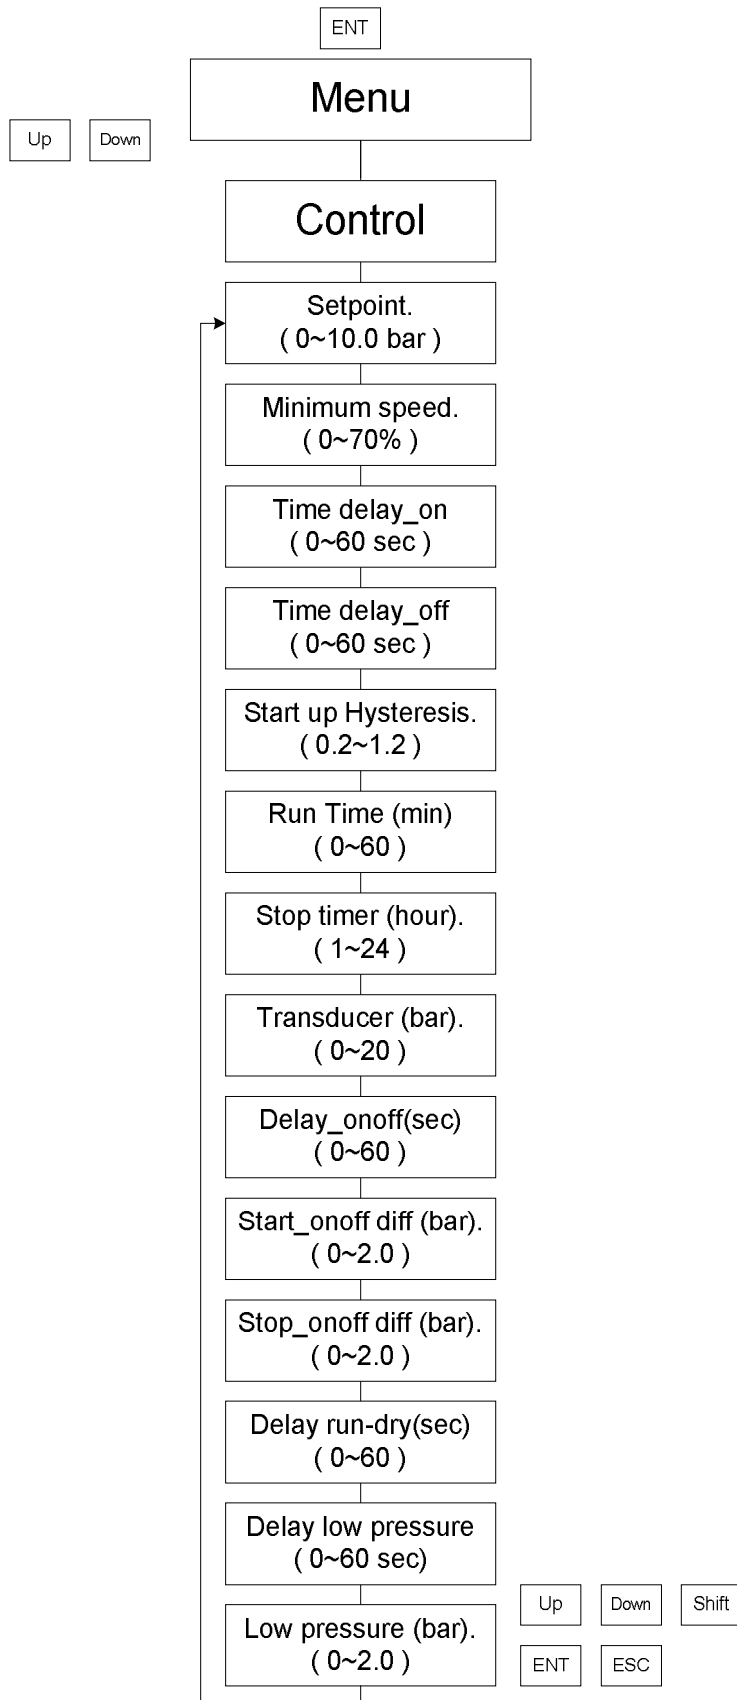 ENT
Menu
Up
Down
Control
Setpoint.
( 0~10.0 bar )
Minimum speed.
( 0~70% )
Time delay_on
( 0~60 sec )
Time delay_off
( 0~60 sec )
Start up Hysteresis.
( 0.2~1.2 )
Run Time (min)
( 0~60 )
Stop timer (hour).
( 1~24 )
Transducer (bar).
( 0~20 )
Delay_onoff(sec)
( 0~60 )
Start_onoff diff (bar).
( 0~2.0 )
Stop_onoff diff (bar).
( 0~2.0 )
Delay run-dry(sec)
( 0~60 )
Delay low pressure
( 0~60 sec)
Low pressure (bar).
( 0~2.0 )
Up
Down
Shift
ENT
ESC